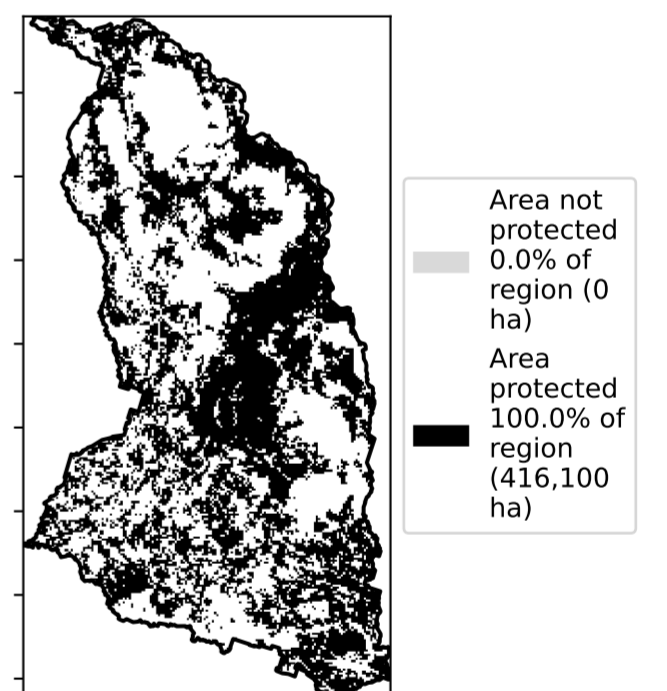 Area not
protected
0.0% of
region (0
ha)
Area
protected
100.0% of
region
(416,100
ha)